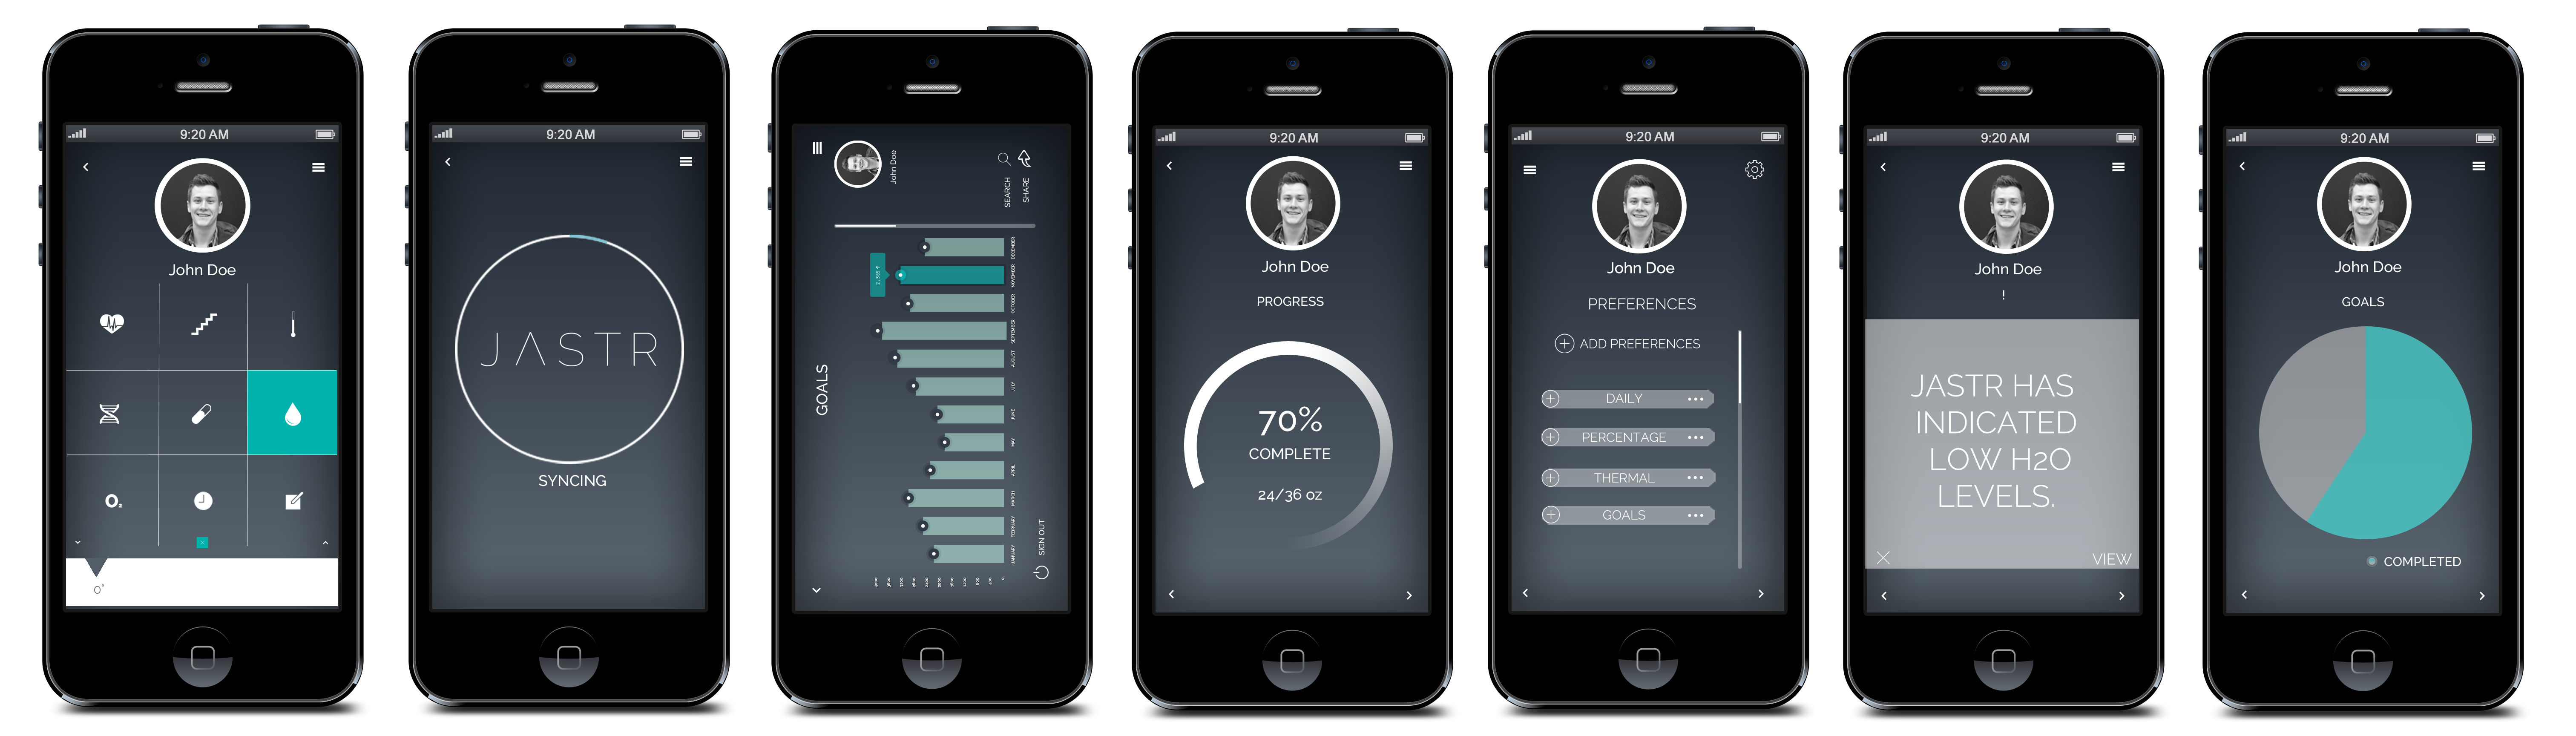 9:20 AM
John Doe
O₂
0°
9:20 AM
JASTR
SYNCING
John Doe
SEARCH
SHARE
GOALS
DECEMBER
NOVEMBER
OCTOBER
SEPTEMBER
AUGUST
JULY
JUNE
MAY
APRIL
MARCH
FEBRUARY
JANUARY
SIGN OUT
9:20 AM
John Doe
PROGRESS
70%
COMPLETE
24/36 oz
9:20 AM
John Doe
PREFERENCES
ADD PREFERENCES
DAILY
PERCENTAGE
THERMAL
GOALS
9:20 AM
John Doe
!
JASTR HAS
INDICATED
LOW H2O
LEVELS.
VIEW
9:20 AM
John Doe
GOALS
COMPLETED